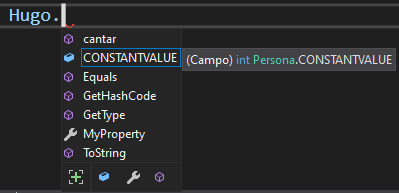 Hugo.
cantar
CONSTANTVALUE
(Campo) int Persona.CONSTANTVALUE
Equals
GetHashCode
GetType
MyProperty
ToString